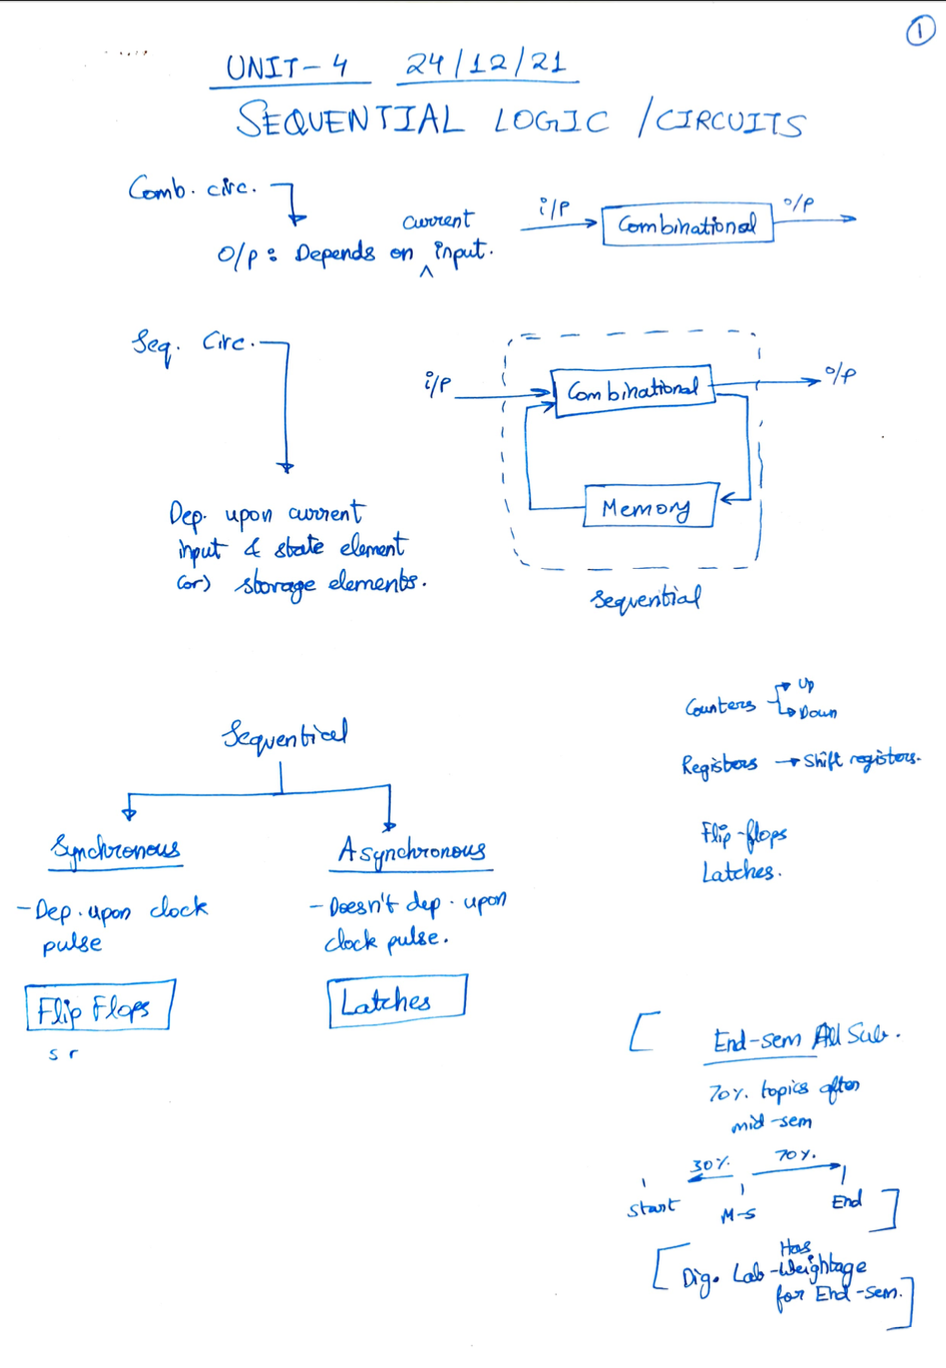 1
UNIT-4 24/12/21
SEQUENTIAL LOGIC /CIRCUITS
Comb. circ.
current
O/p : Depends on ^ input.
i/P
Combinational
o/p
Seq. Circ.
i/P
Combinational
o/p
Memory
Sequential
Dep. upon current
input & state element
(or) storage elements.
Sequential
Synchronous
- Dep. upon clock
pulse
Flip Flops
s r
Asynchronous
- Doesn't dep. upon
clock pulse.
Latches
Counters
Up
Down
Registers → Shift registers.
Flip-flops
Latches.
[ End-sem All Sub.
70% topics after
mid-sem
30% 70%
Start M-S End ]
Has
[ Dig. Lab-Weightage
for End-sem. ]